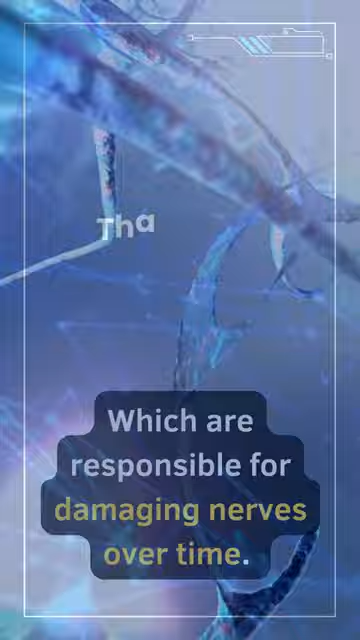 Tha
Which are
responsible for
damaging nerves
over time.